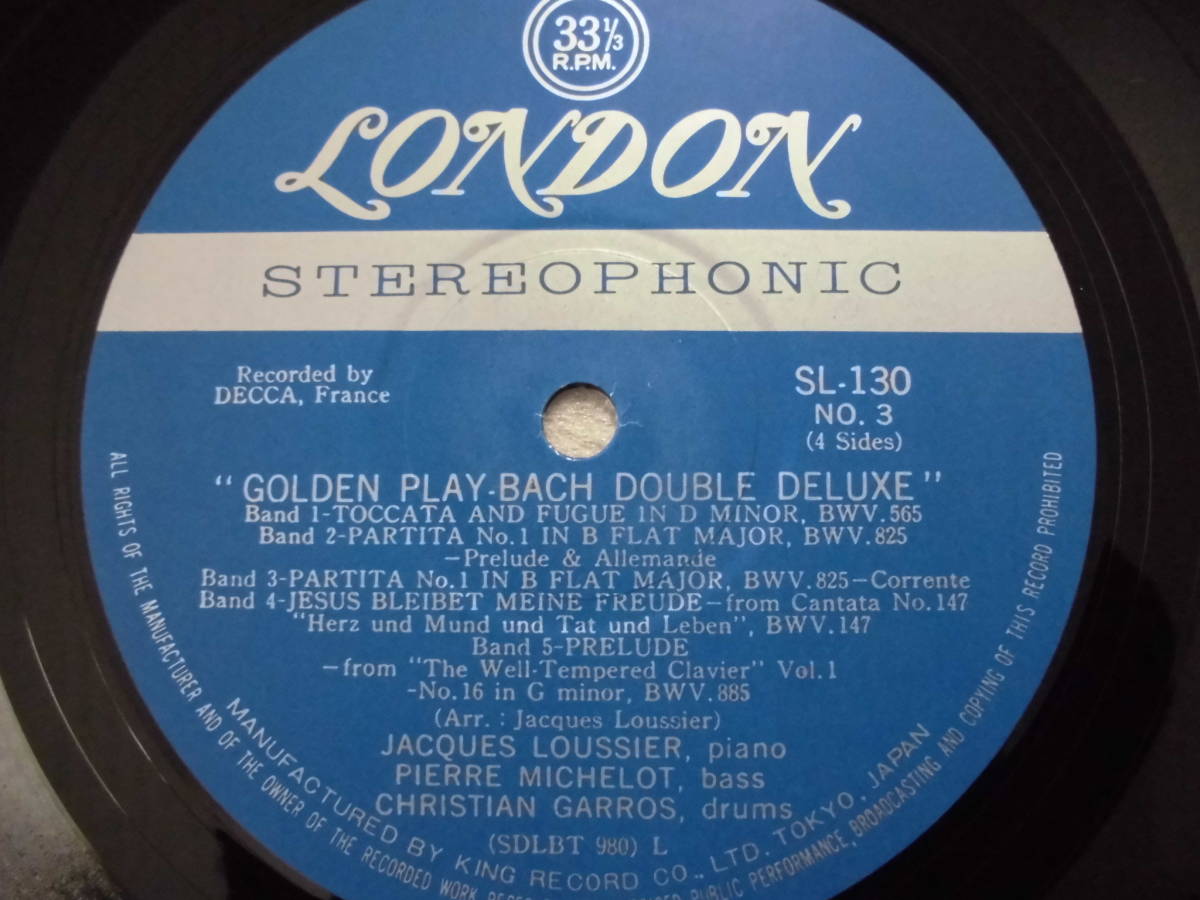 33 1/3
R.P.M.
LONDON
STEREOPHONIC
Recorded by
DECCA, France
SL-130
NO. 3
(4 Sides)
"GOLDEN PLAY-BACH DOUBLE DELUXE"
Band 1-TOCCATA AND FUGUE IN D MINOR, BWV.565
Band 2-PARTITA No.1 IN B FLAT MAJOR, BWV.825
-Prelude & Allemande
Band 3-PARTITA No.1 IN B FLAT MAJOR, BWV.825-Corrente
Band 4-JESUS BLEIBET MEINE FREUDE-from Cantata No.147
"Herz und Mund und Tat und Leben", BWV.147
Band 5-PRELUDE
-from "The Well-Tempered Clavier" Vol.1
-No.16 in G minor, BWV.885
(Arr.: Jacques Loussier)
JACQUES LOUSSIER, piano
PIERRE MICHELOT, bass
CHRISTIAN GARROS, drums
(SDLBT 980) L
MANUFACTURED BY KING RECORD CO., LTD. TOKYO, JAPAN
ALL RIGHTS OF THE MANUFACTURER AND OF THE OWNER OF THE RECORDED WORK PUBLIC PERFORMANCE, BROADCASTING AND COPYING OF THIS RECORD PROHIBITED